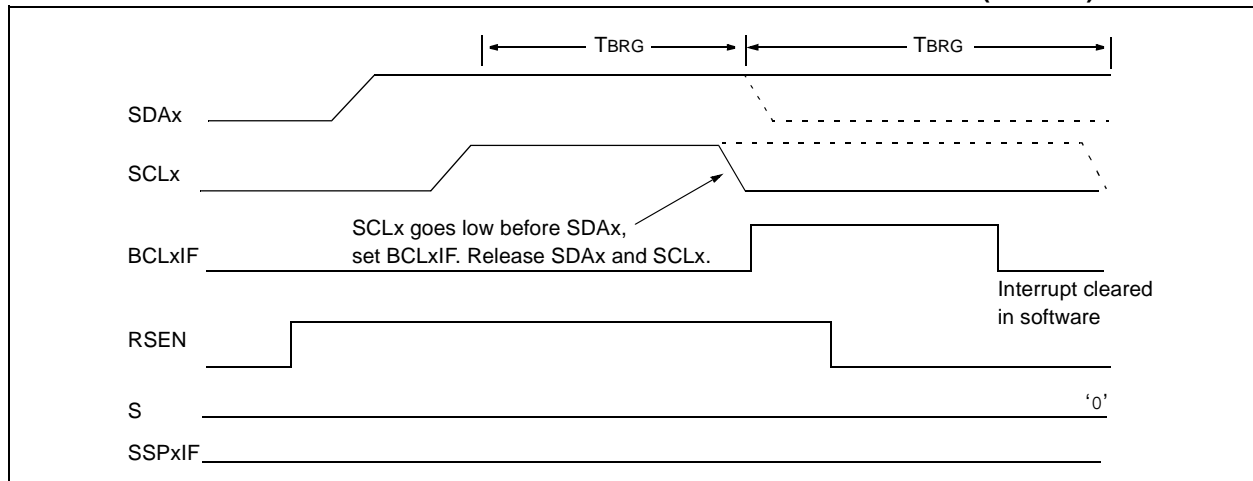 TBRG TBRG
SDAx
SCLx
SCLx goes low before SDAx,
set BCLxIF. Release SDAx and SCLx.
BCLxIF
Interrupt cleared
in software
RSEN
S
‘0’
SSPxIF